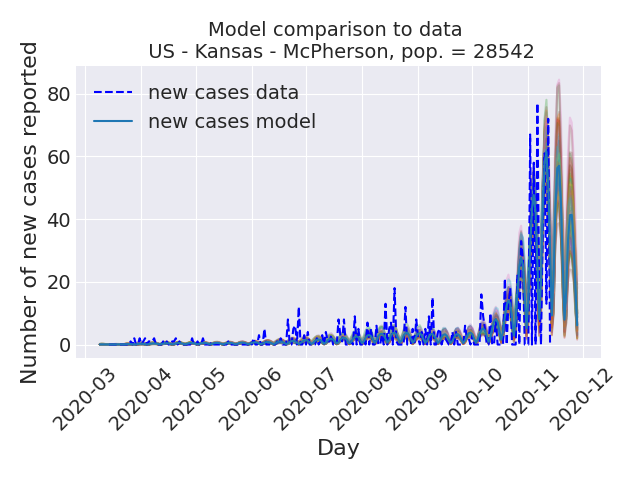 Model comparison to data
US - Kansas - McPherson, pop. = 28542
Number of new cases reported
80
60
40
20
0
new cases data
new cases model
2020-03
2020-04
2020-05
2020-06
2020-07
2020-08
2020-09
2020-10
2020-11
2020-12
Day